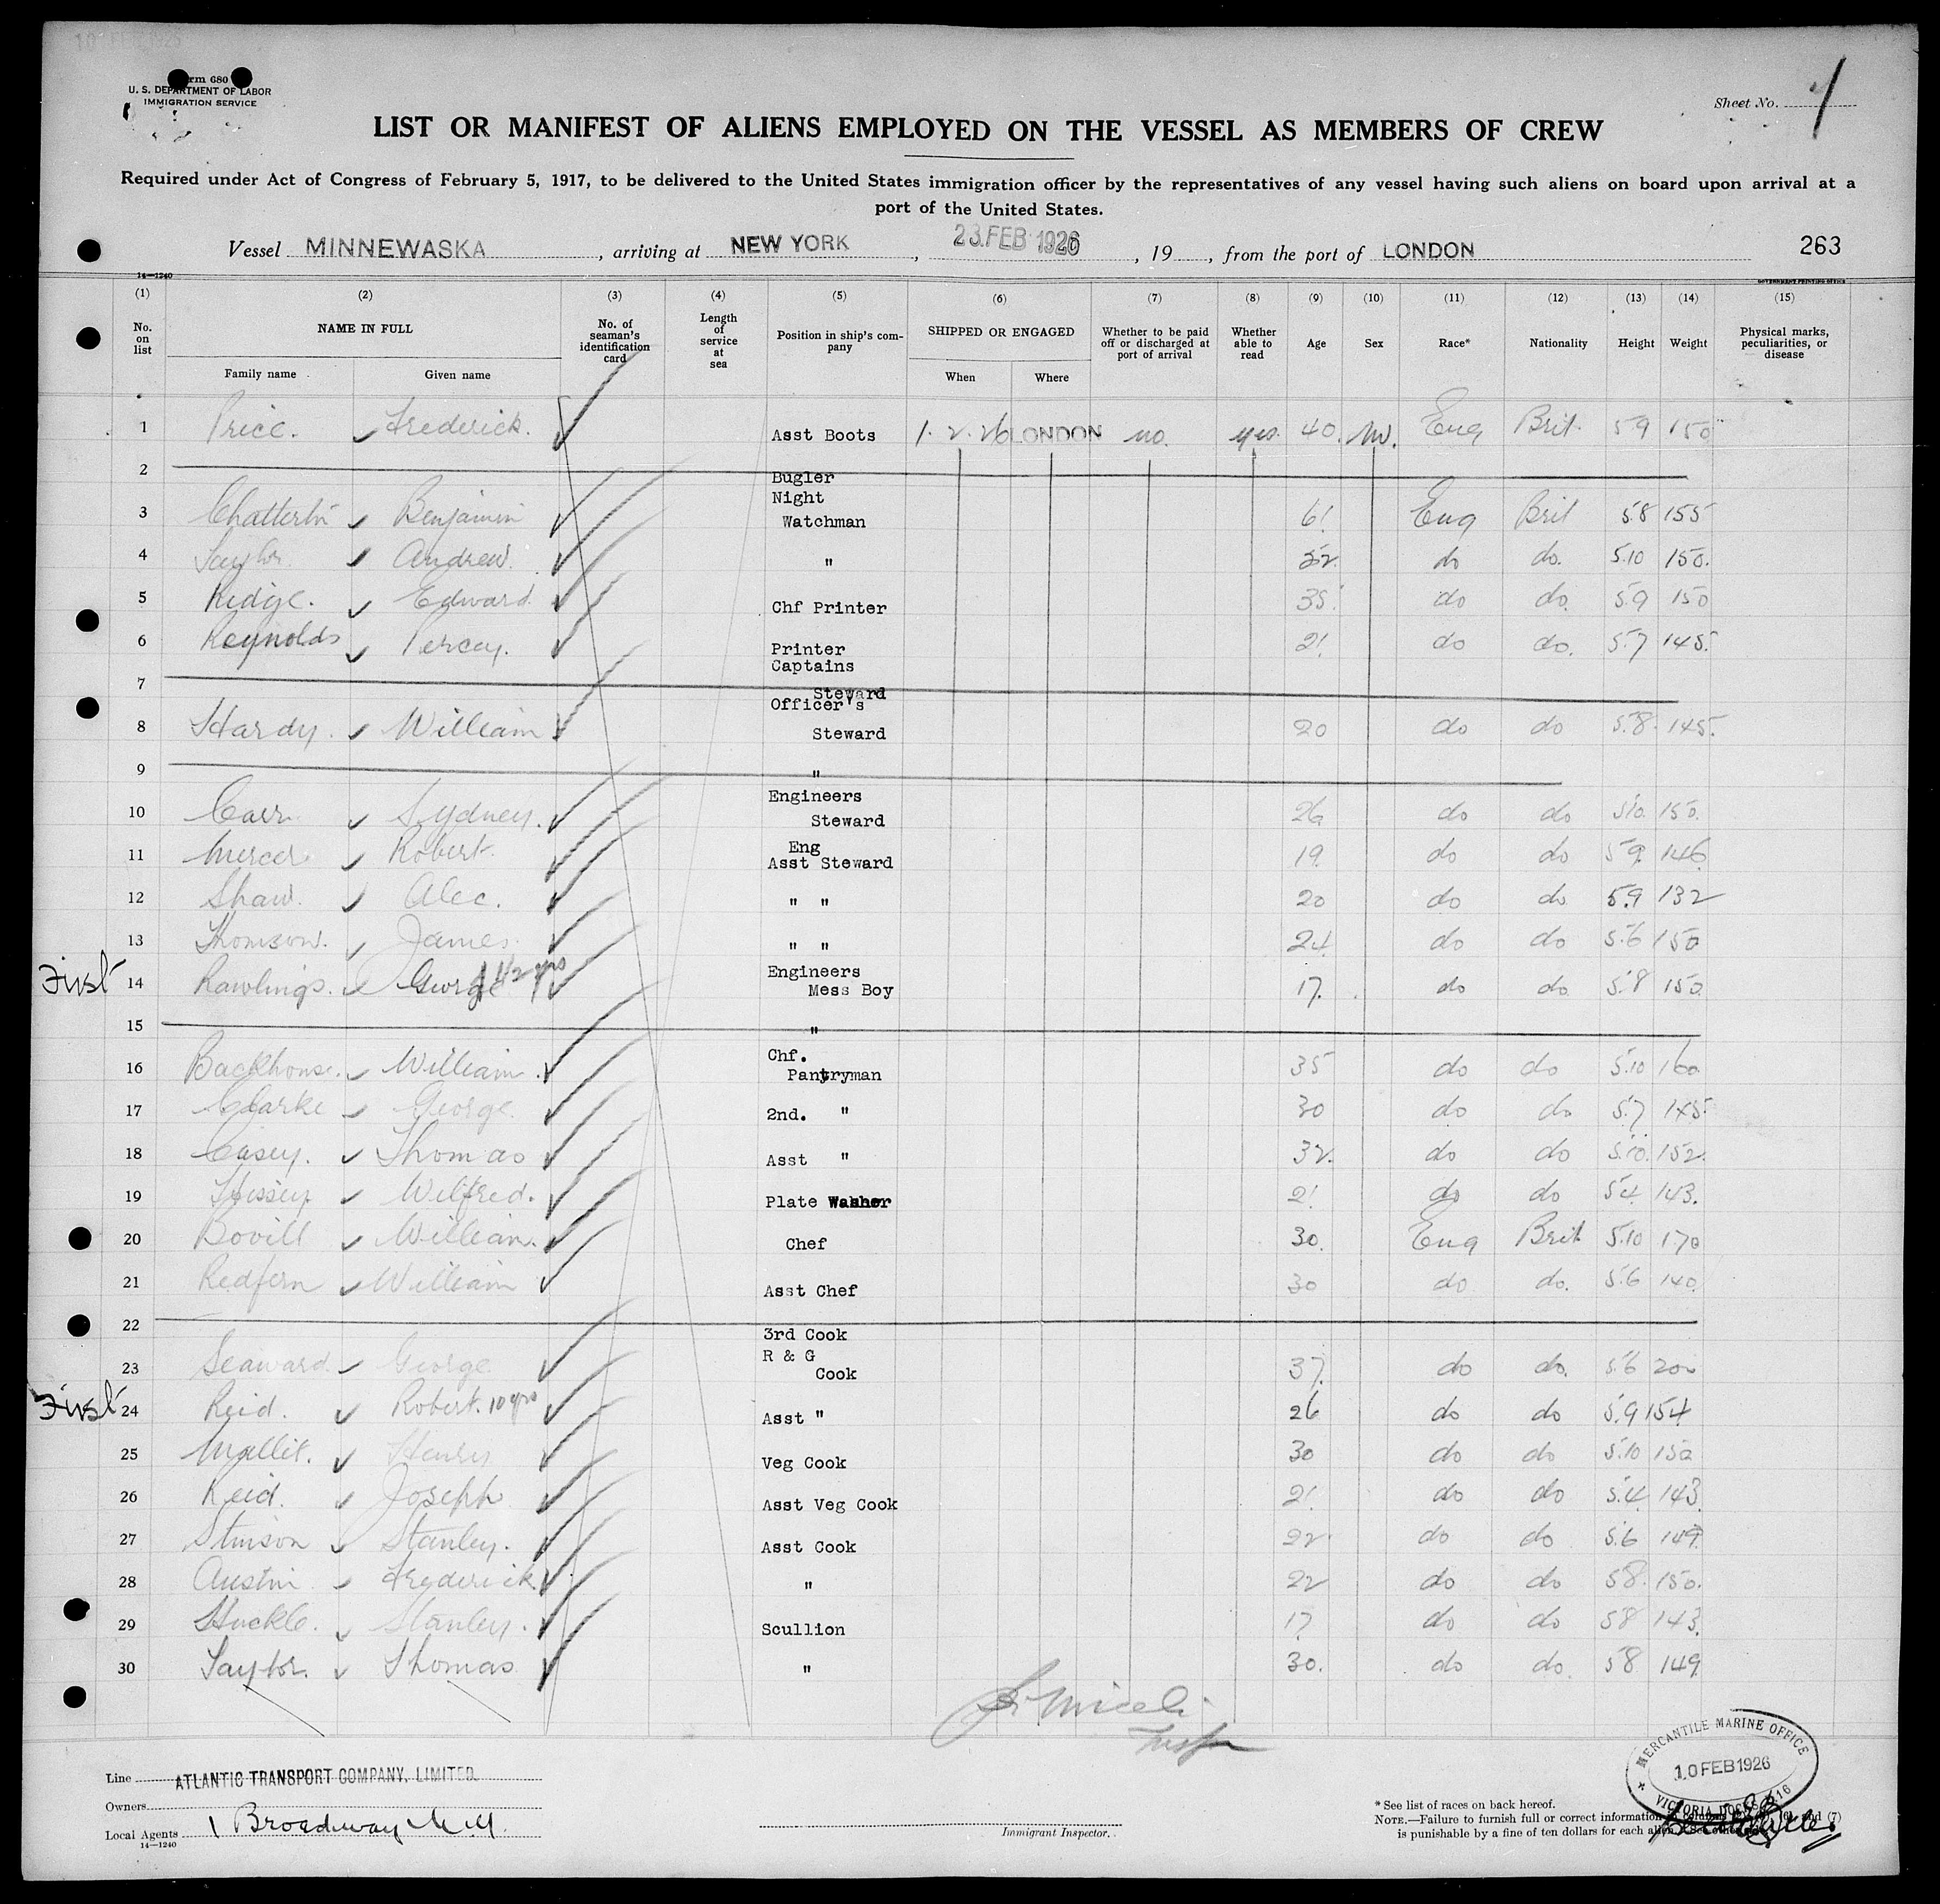 Form 680
U. S. DEPARTMENT OF LABOR
IMMIGRATION SERVICE
Sheet No. 4
LIST OR MANIFEST OF ALIENS EMPLOYED ON THE VESSEL AS MEMBERS OF CREW
Required under Act of Congress of February 5, 1917, to be delivered to the United States immigration officer by the representatives of any vessel having such aliens on board upon arrival at a
port of the United States.
Vessel MINNEWASKA, arriving at NEW YORK, 23 FEB 1926, 19 , from the port of LONDON 263
14—1240 GOVERNMENT PRINTING OFFICE
(1) (2) (3) (4) (5) (6) (7) (8) (9) (10) (11) (12) (13) (14) (15)
No. on list NAME IN FULL No. of seaman's identification card Length of service at sea Position in ship's company SHIPPED OR ENGAGED Whether to be paid off or discharged at port of arrival Whether able to read Age Sex Race* Nationality Height Weight Physical marks, peculiarities, or disease
Family name Given name When Where
1 Price. Frederick. Asst Boots 1.2.26 LONDON no. yes. 40. M. Eng Brit. 5 9 150
2 Bugler
3 Benjamin Night Watchman 61 Eng Brit 5.8 155
4 Taylor Andrew. " 52. do do. 5.10 150.
5 Ridge. Edward. Chf Printer 35. do do. 5.9 150
6 Reynolds Percy. Printer 21 do do. 5.7 145.
7 Captains Steward
8 Hardy. William Officer's Steward 20 do do 5.8. 145.
9 "
10 Carr Sydney. Engineers Steward 26 do do 5.10. 150.
11 Mercer Robert. Eng Asst Steward 19. do do 5.9. 146
12 Shaw. Alec. " " 20 do do 5.9 132
13 Thomson. James. " " 24 do do 5.6 150
First 14 Rawlings. George 1 1/2 yrs Engineers Mess Boy 17. do do. 5.8 150.
15 "
16 Backhouse. William. Chf. Pantryman 35 do do 5.10 160
17 Clarke George. 2nd. " 30 do do 5.7 145.
18 Casey. Thomas Asst " 32. do do 5.10. 152.
19 Wilfred. Plate Washer 21 do do 5.4 143.
20 Bovill William. Chef 30. Eng Brit 5.10 170
21 Redfern William Asst Chef 30 do do. 5.6 140.
22 3rd Cook
23 Seaward George R & G Cook 37. do do. 5.6 200
First 24 Reid. Robert. 10 yrs Asst " 26 do do 5.9 154
25 Mallit. Henry Veg Cook 30 do do 5.10 150
26 Reid. Joseph Asst Veg Cook 21 do do 5.4 143.
27 Stinson Stanley. Asst Cook 22. do do 5.6 149.
28 Austin Frederick " 22 do do 5 8. 150.
29 Huckle. Stanley. Scullion 17 do do 5 8 143.
30 Taylor. Thomas " 30. do do. 5 8 149.
Miceli
Line ATLANTIC TRANSPORT COMPANY, LIMITED.
Owners
Local Agents 1 Broadway N.Y.
14—1240
Immigrant Inspector.
* See list of races on back hereof.
NOTE.—Failure to furnish full or correct information and (7)
is punishable by a fine of ten dollars for each alien.
MERCANTILE MARINE OFFICE
10 FEB 1926
VICTORIA DOCKS E 16